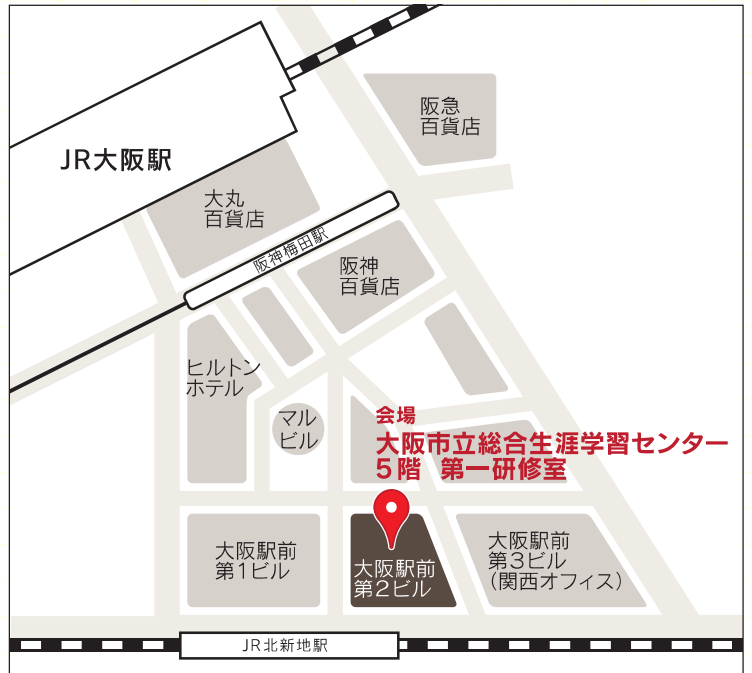 阪急
百貨店
JR大阪駅
大丸
百貨店
阪神梅田駅
阪神
百貨店
ヒルトン
ホテル
マル
ビル
会場
大阪市立総合生涯学習センター
5階 第一研修室
大阪駅前
第1ビル
大阪駅前
第2ビル
大阪駅前
第3ビル
(関西オフィス)
JR北新地駅